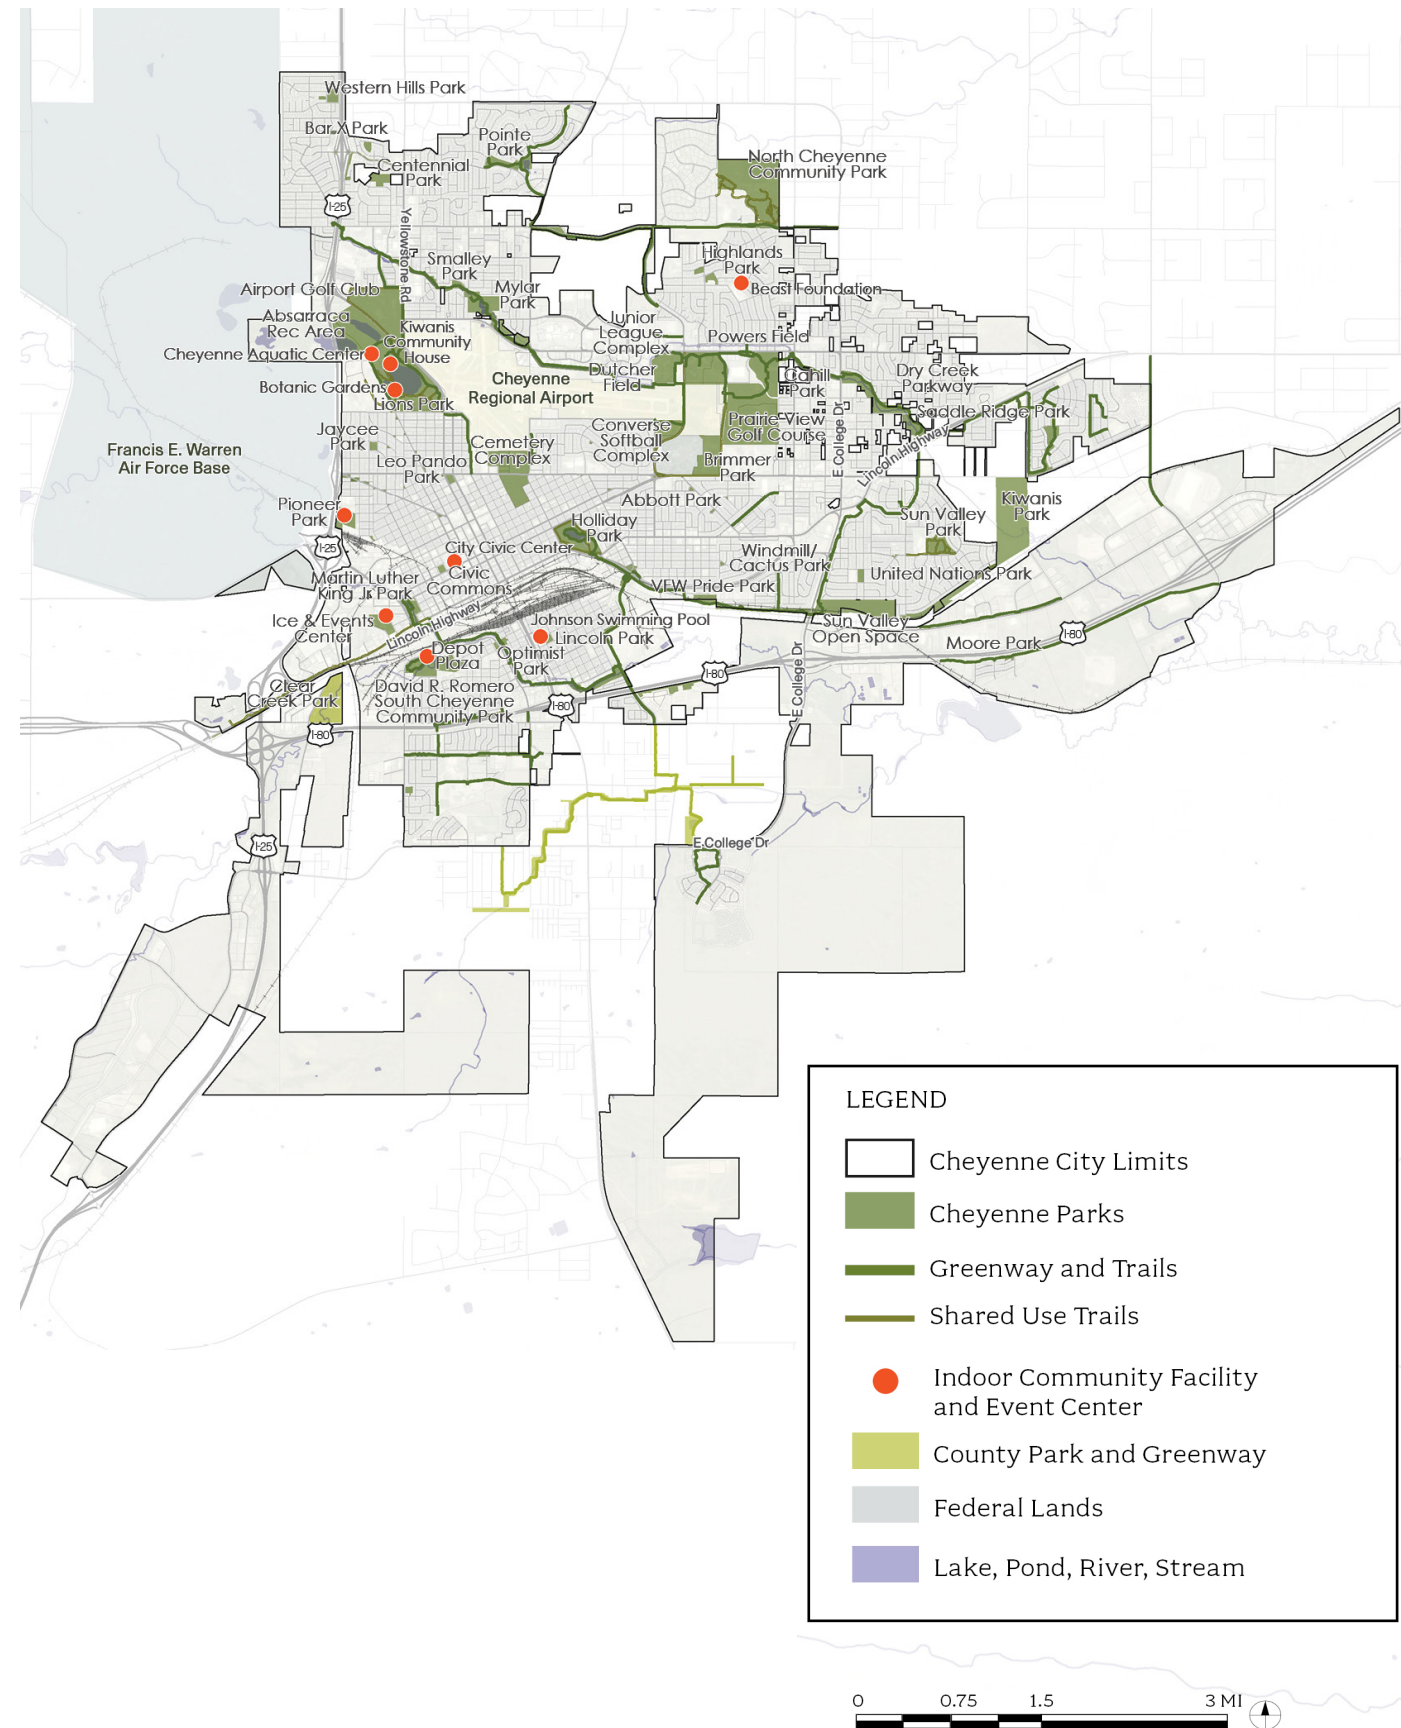 Western Hills Park
Bar X Park
Pointe
Park
Centennial
Park
North Cheyenne
Community Park
I-25
Yellowstone Rd
Smalley
Park
Highlands
Park
Beast Foundation
Airport Golf Club
Mylar
Park
Absarraca
Rec Area
Kiwanis
Community
House
Junior
League
Complex
Powers Field
Cheyenne Aquatic Center
Dutcher
Field
Cahill
Park
Dry Creek
Parkway
Botanic Gardens
Lions Park
Cheyenne
Regional Airport
Saddle Ridge Park
Prairie View
Golf Course
E College Dr
Lincoln Highway
Jaycee
Park
Converse
Softball
Complex
Cemetery
Complex
Francis E. Warren
Air Force Base
Leo Pando
Park
Brimmer
Park
Abbott Park
Kiwanis
Park
Pioneer
Park
Holliday
Park
Sun Valley
Park
I-25
City Civic Center
Civic
Commons
Windmill/
Cactus Park
Martin Luther
King Jr Park
VFW Pride Park
United Nations Park
Lincoln Highway
Ice & Events
Center
Johnson Swimming Pool
Lincoln Park
Sun Valley
Open Space
Moore Park
I-80
Depot
Plaza
Optimist
Park
E College Dr
I-80
Clear
Creek Park
David R. Romero
South Cheyenne
Community Park
I-80
I-80
I-25
E College Dr
LEGEND
Cheyenne City Limits
Cheyenne Parks
Greenway and Trails
Shared Use Trails
Indoor Community Facility
and Event Center
County Park and Greenway
Federal Lands
Lake, Pond, River, Stream
0 0.75 1.5 3 MI